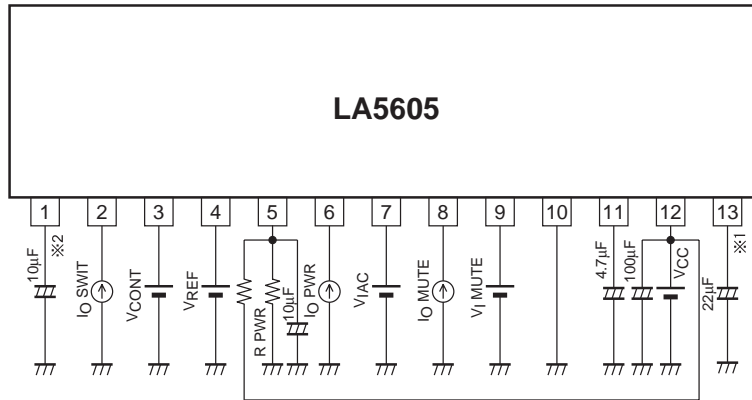 LA5605
1 2 3 4 5 6 7 8 9 10 11 12 13
10μF
※2
IO SWIT
VCONT
VREF
R PWR
10μF
IO PWR
VIAC
IO MUTE
VI MUTE
4.7μF
100μF
VCC
22μF
※1